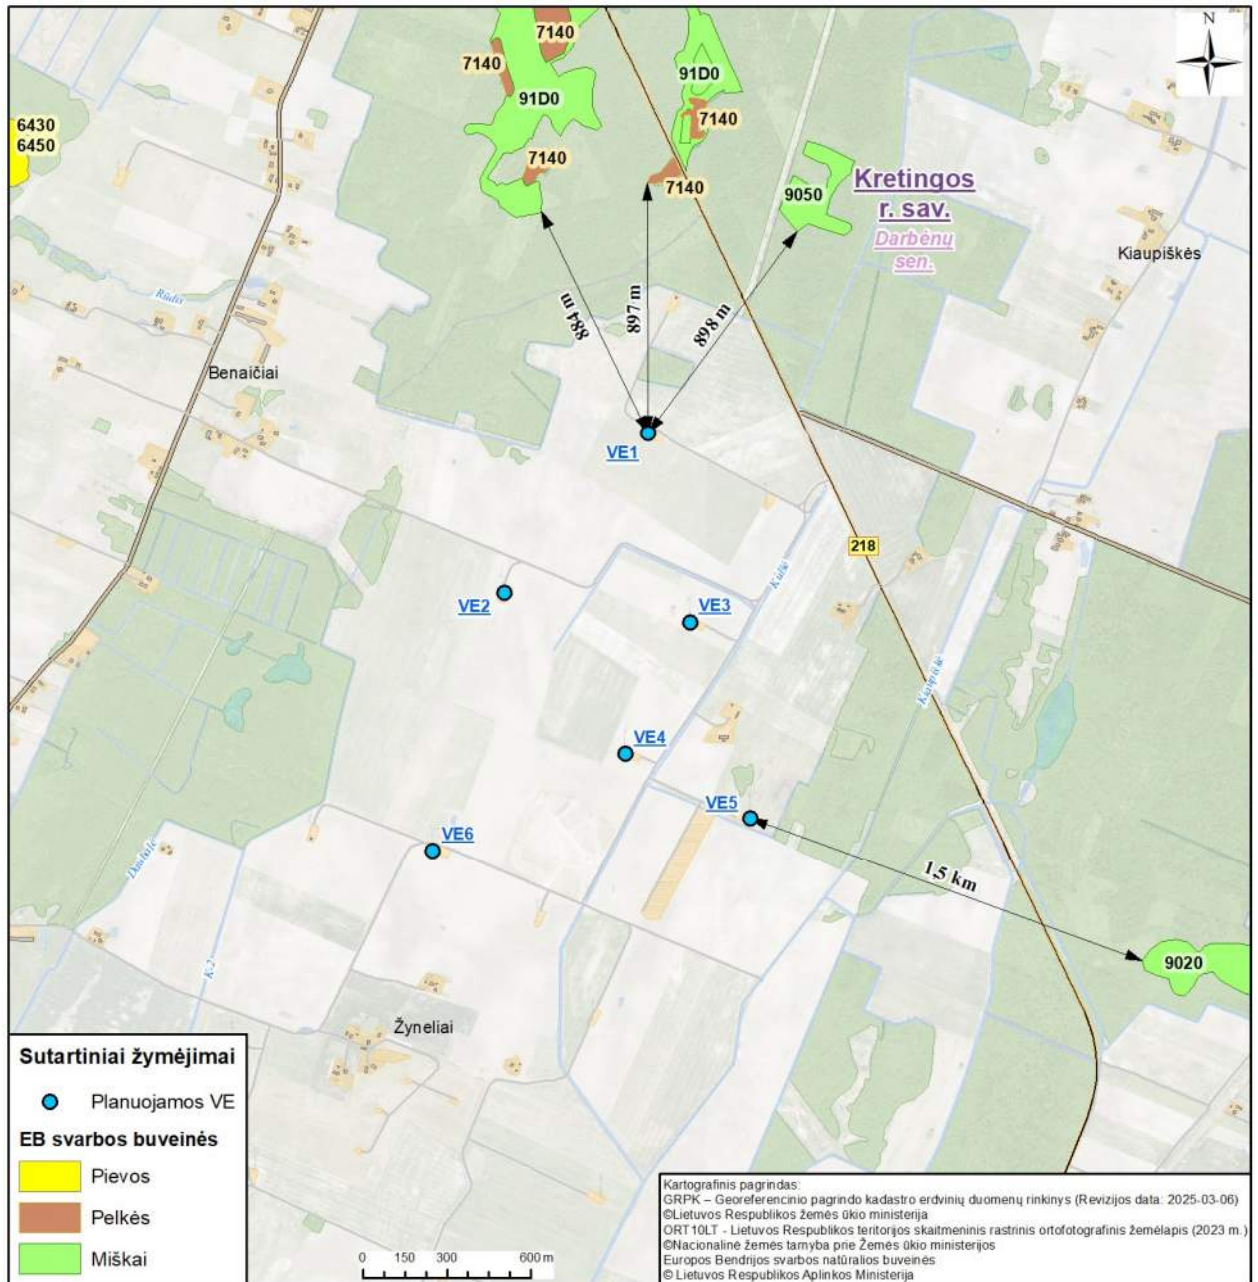 N
7140
7140
91D0
91D0
7140
6430
6450
7140
7140
9050
Kretingos
r. sav.
Darbėnų
sen.
Kiaupiškės
Rūdis
884 m
897 m
898 m
Benaičiai
VE1
218
Kulšė
VE2
VE3
Kiaupiškė
VE4
VE5
VE6
1,5 km
9020
K-2
Žyneliai
Sutartiniai žymėjimai
Planuojamos VE
EB svarbos buveinės
Pievos
Pelkės
Miškai
0 150 300 600 m
Kartografinis pagrindas:
GRPK – Georeferencinio pagrindo kadastro erdvinių duomenų rinkinys (Revizijos data: 2025-03-06)
©Lietuvos Respublikos žemės ūkio ministerija
ORT10LT - Lietuvos Respublikos teritorijos skaitmeninis rastrinis ortofotografinis žemėlapis (2023 m.)
©Nacionalinė žemės tarnyba prie Žemės ūkio ministerijos
Europos Bendrijos svarbos natūralios buveinės
© Lietuvos Respublikos Aplinkos Ministerija